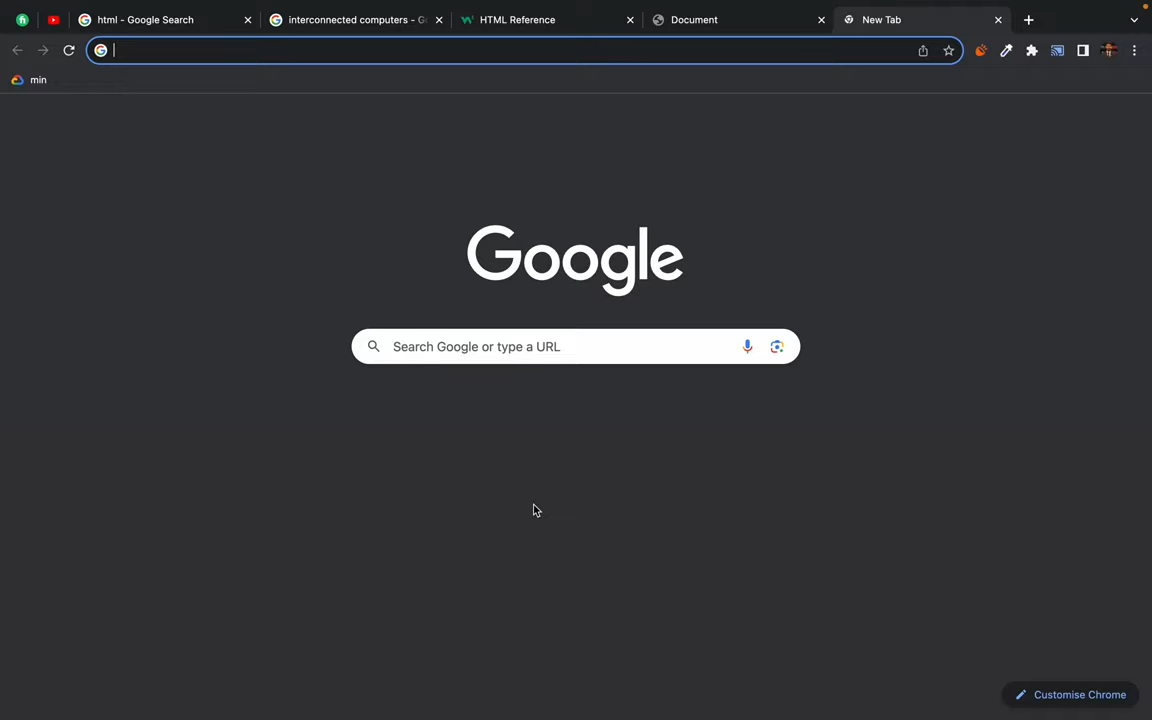 html - Google Search
interconnected computers - Go
HTML Reference
Document
New Tab
min
Google
Search Google or type a URL
Customise Chrome